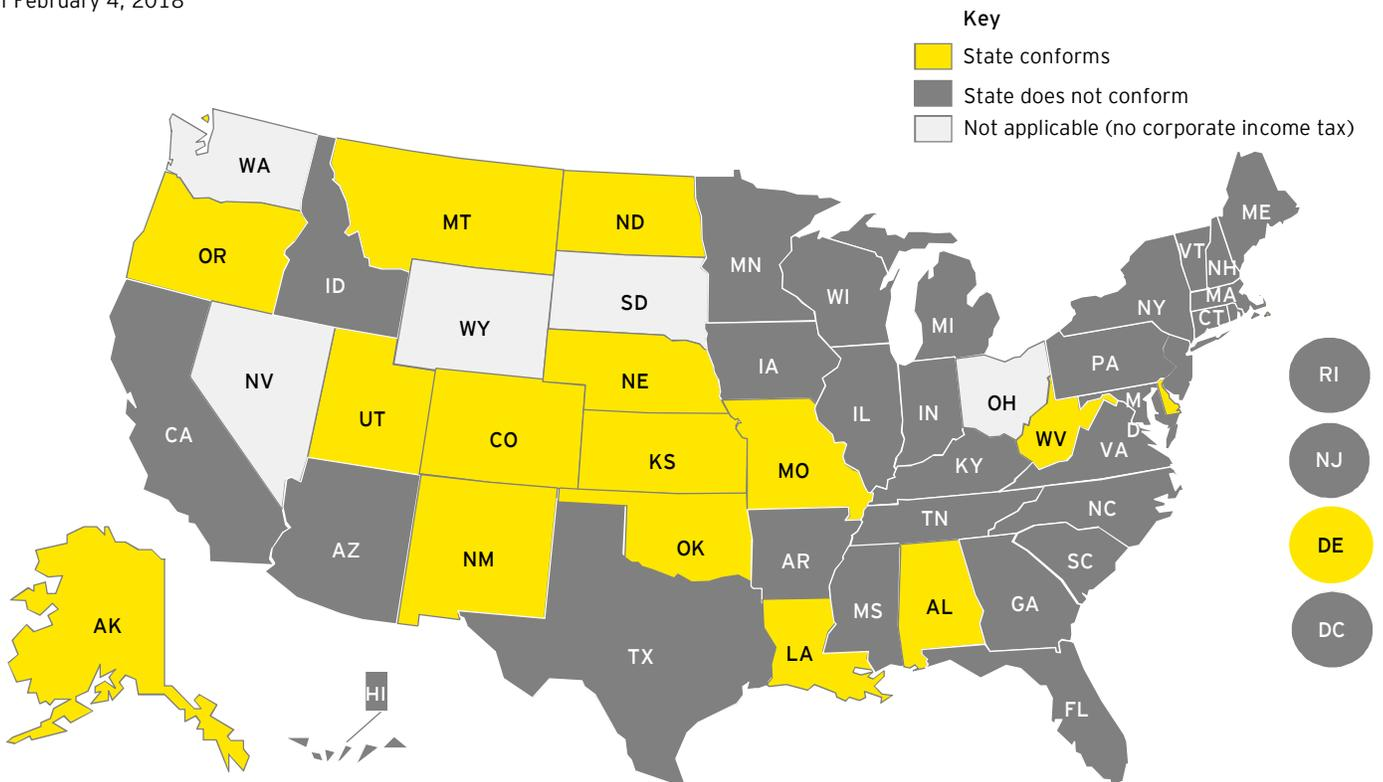 February 4, 2018
Key
State conforms
State does not conform
Not applicable (no corporate income tax)
WA
MT
ND
OR
ID
MN
WI
MI
ME
VT
NH
MA
CT
NY
WY
SD
NV
NE
IA
PA
RI
CA
UT
CO
KS
MO
IL
IN
OH
WV
M
D
VA
KY
NJ
AZ
NM
OK
AR
TN
NC
SC
DE
AK
HI
TX
LA
MS
AL
GA
FL
DC